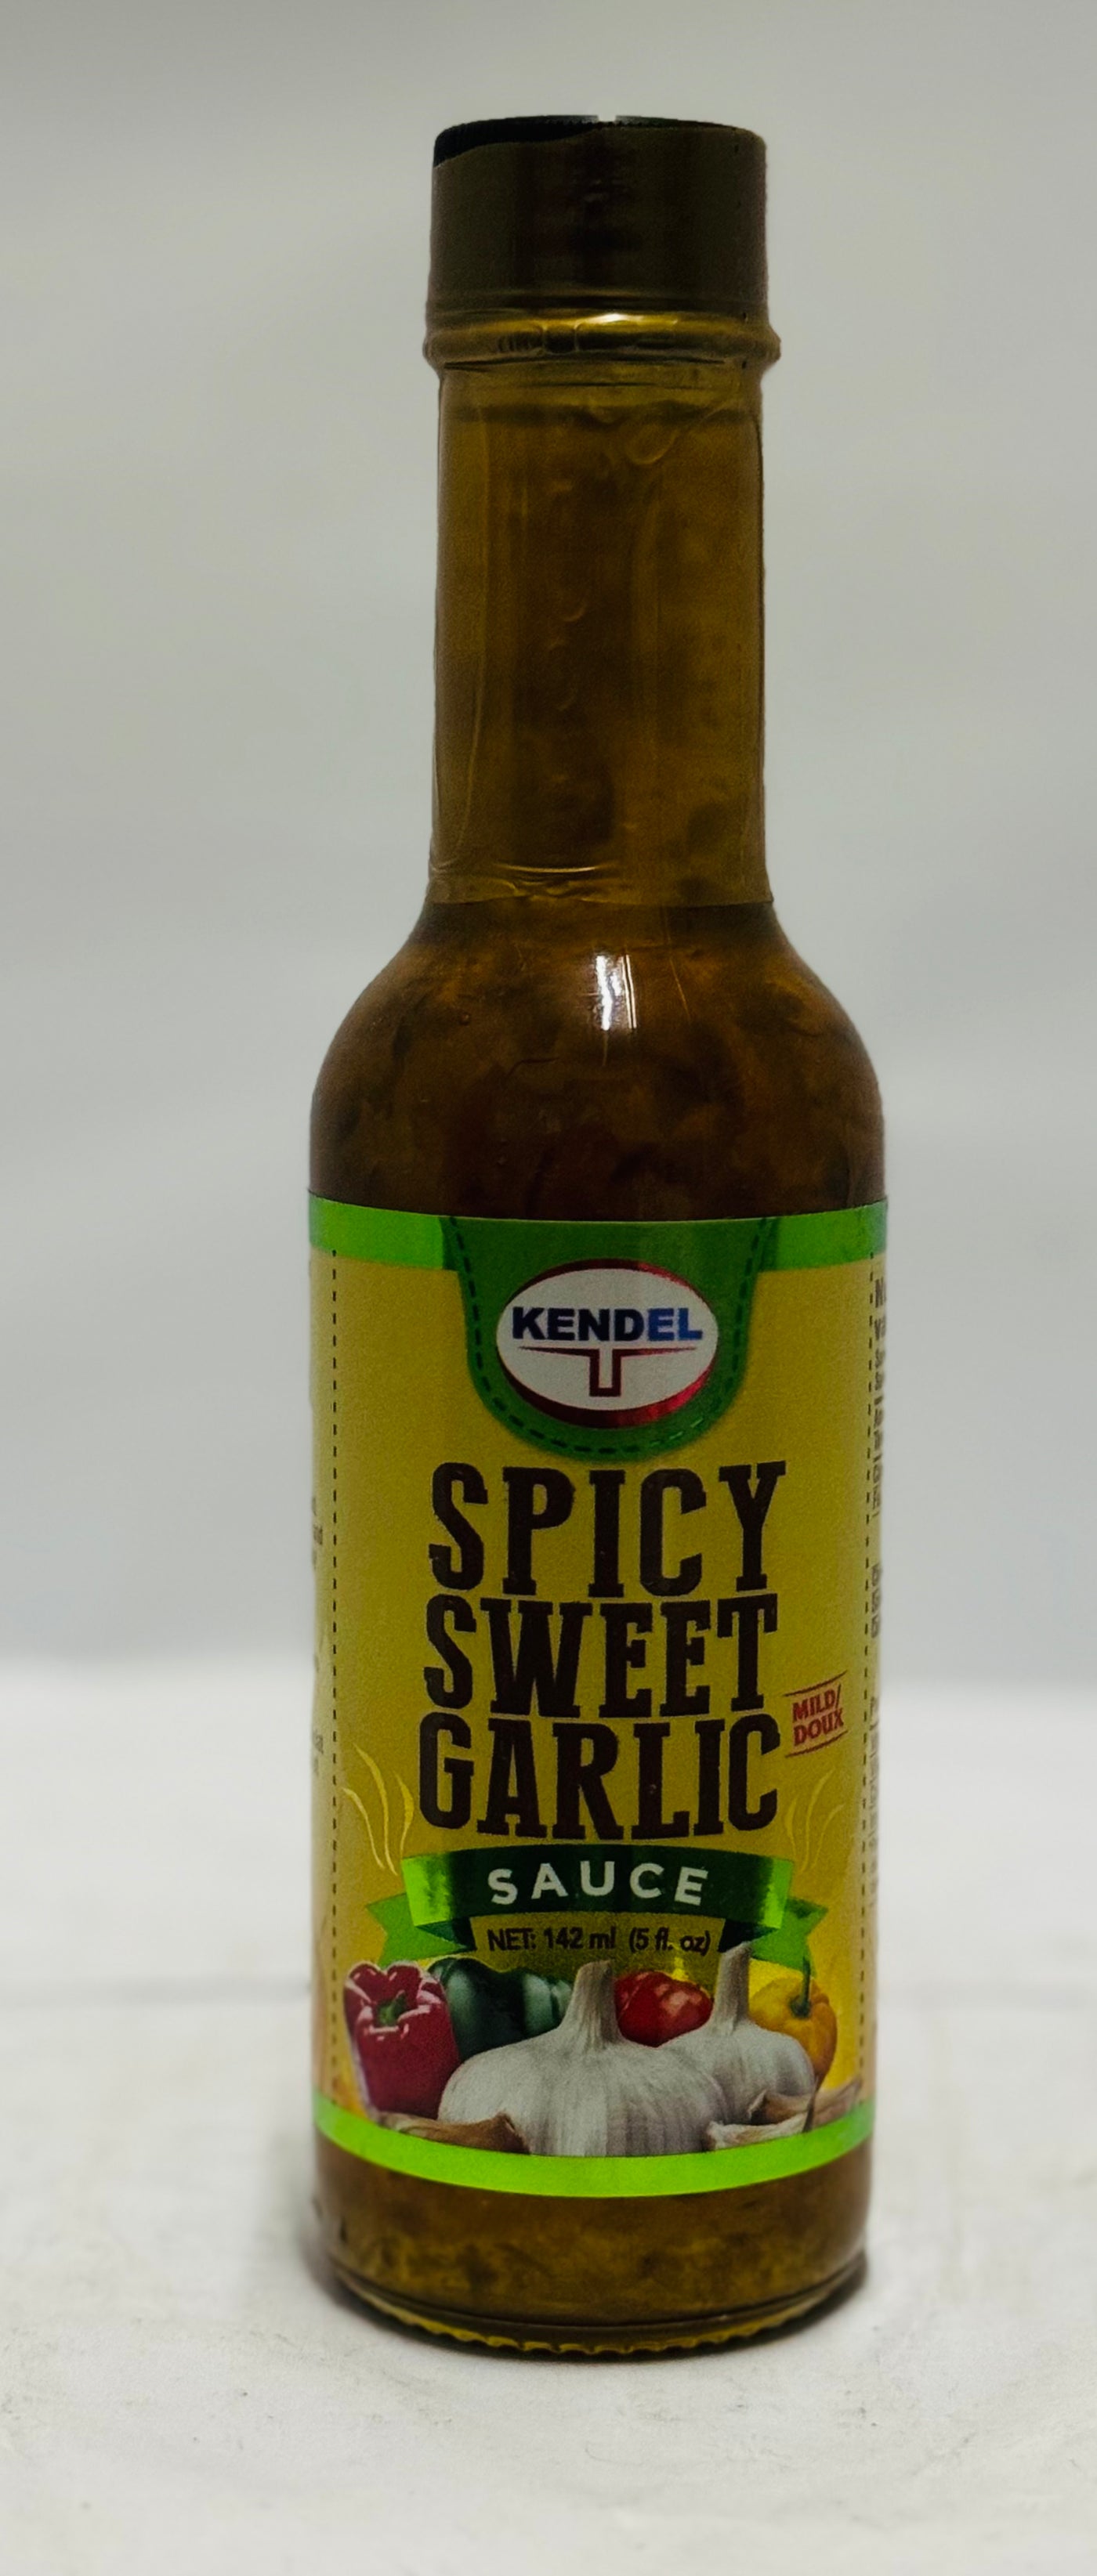 KENDEL
SPICY
SWEET
GARLIC
MILD/
DOUX
SAUCE
NET: 142 ml (5 fl. oz)